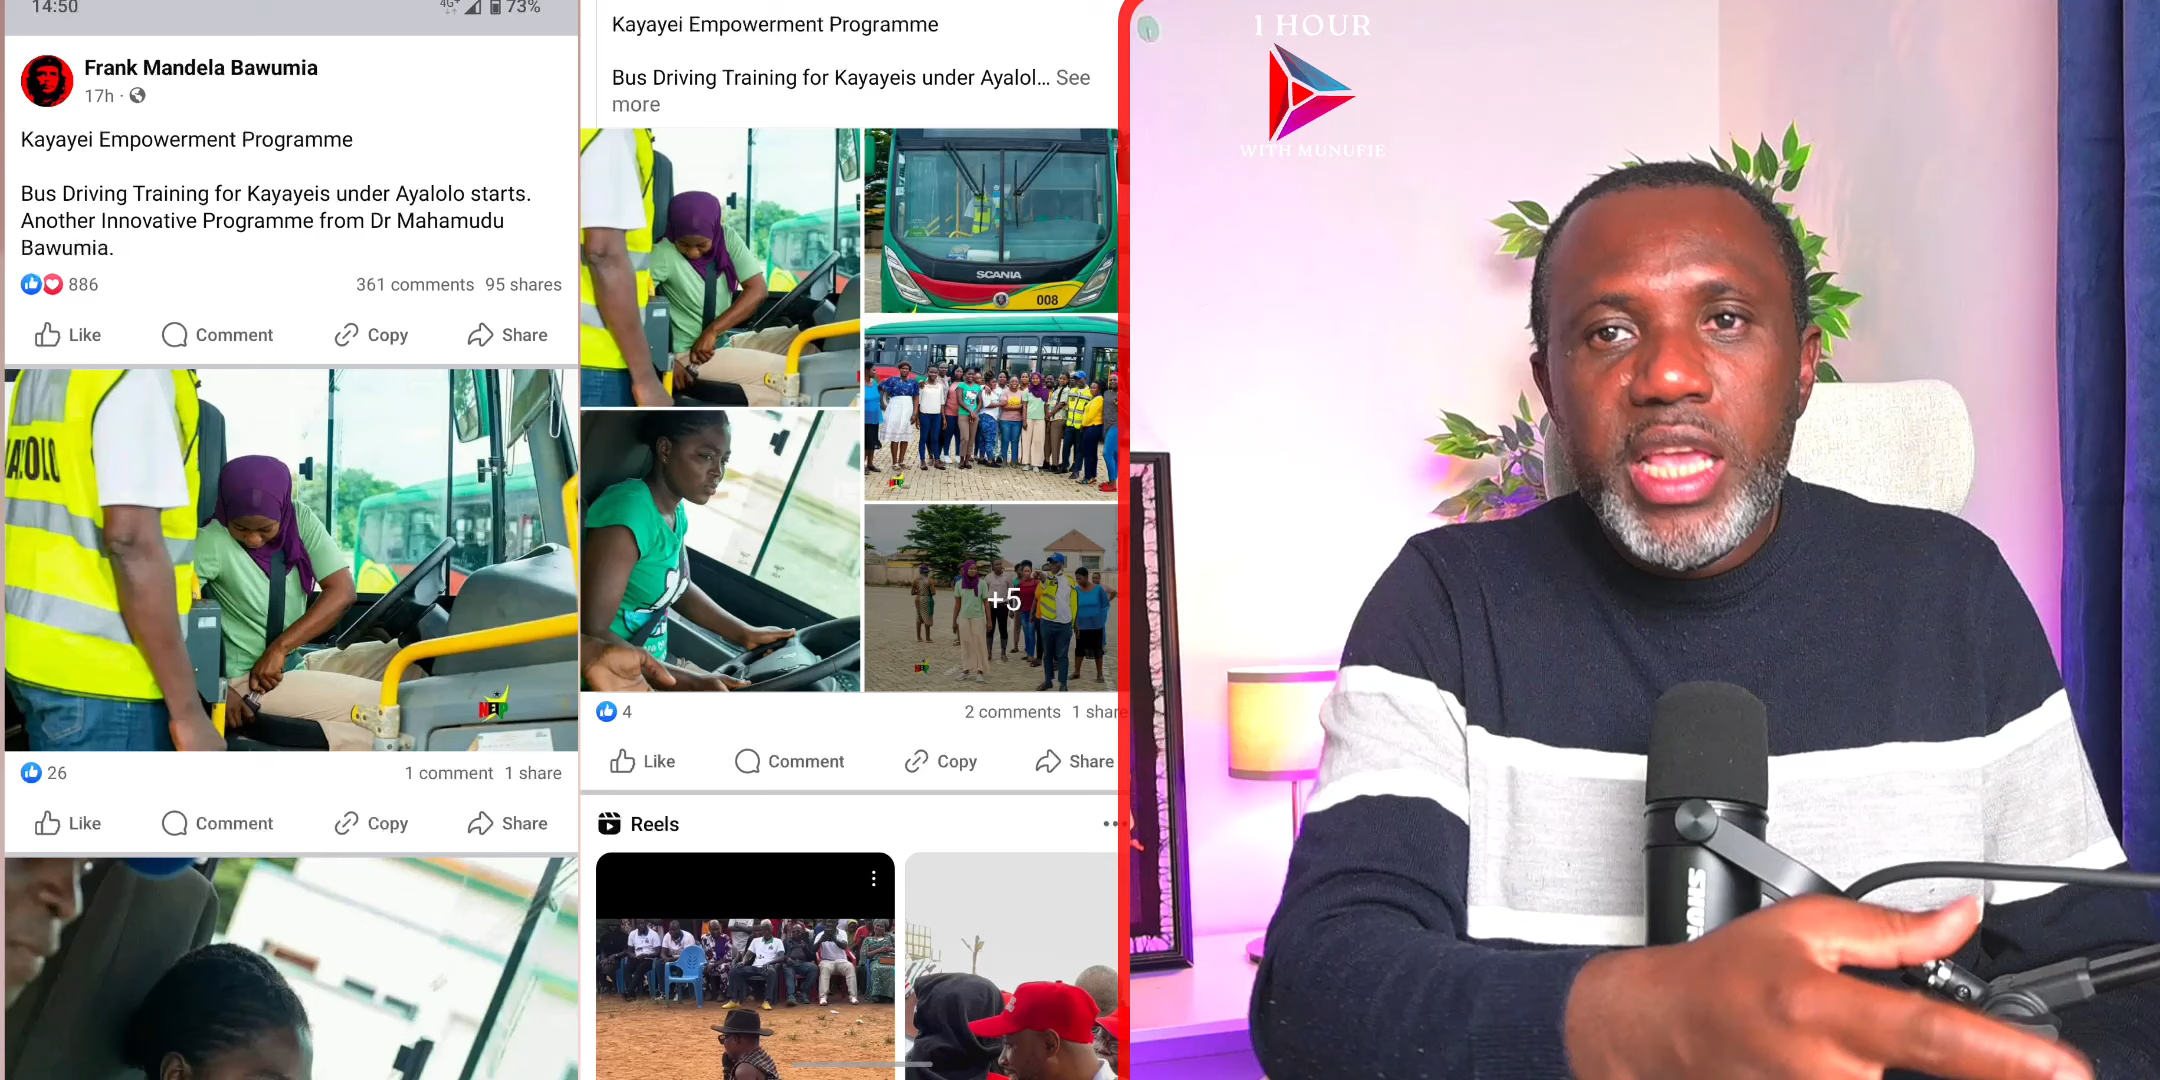 14:50
4G+
73%
Frank Mandela Bawumia
17h ·
Kayayei Empowerment Programme
Bus Driving Training for Kayayeis under Ayalolo starts.
Another Innovative Programme from Dr Mahamudu
Bawumia.
886
361 comments 95 shares
Like Comment Copy Share
26
1 comment 1 share
Like Comment Copy Share
Kayayei Empowerment Programme
Bus Driving Training for Kayayeis under Ayalol... See
more
SCANIA
008
+5
4
2 comments 1 share
Like Comment Copy Share
Reels
1 HOUR
WITH MUNUFIE